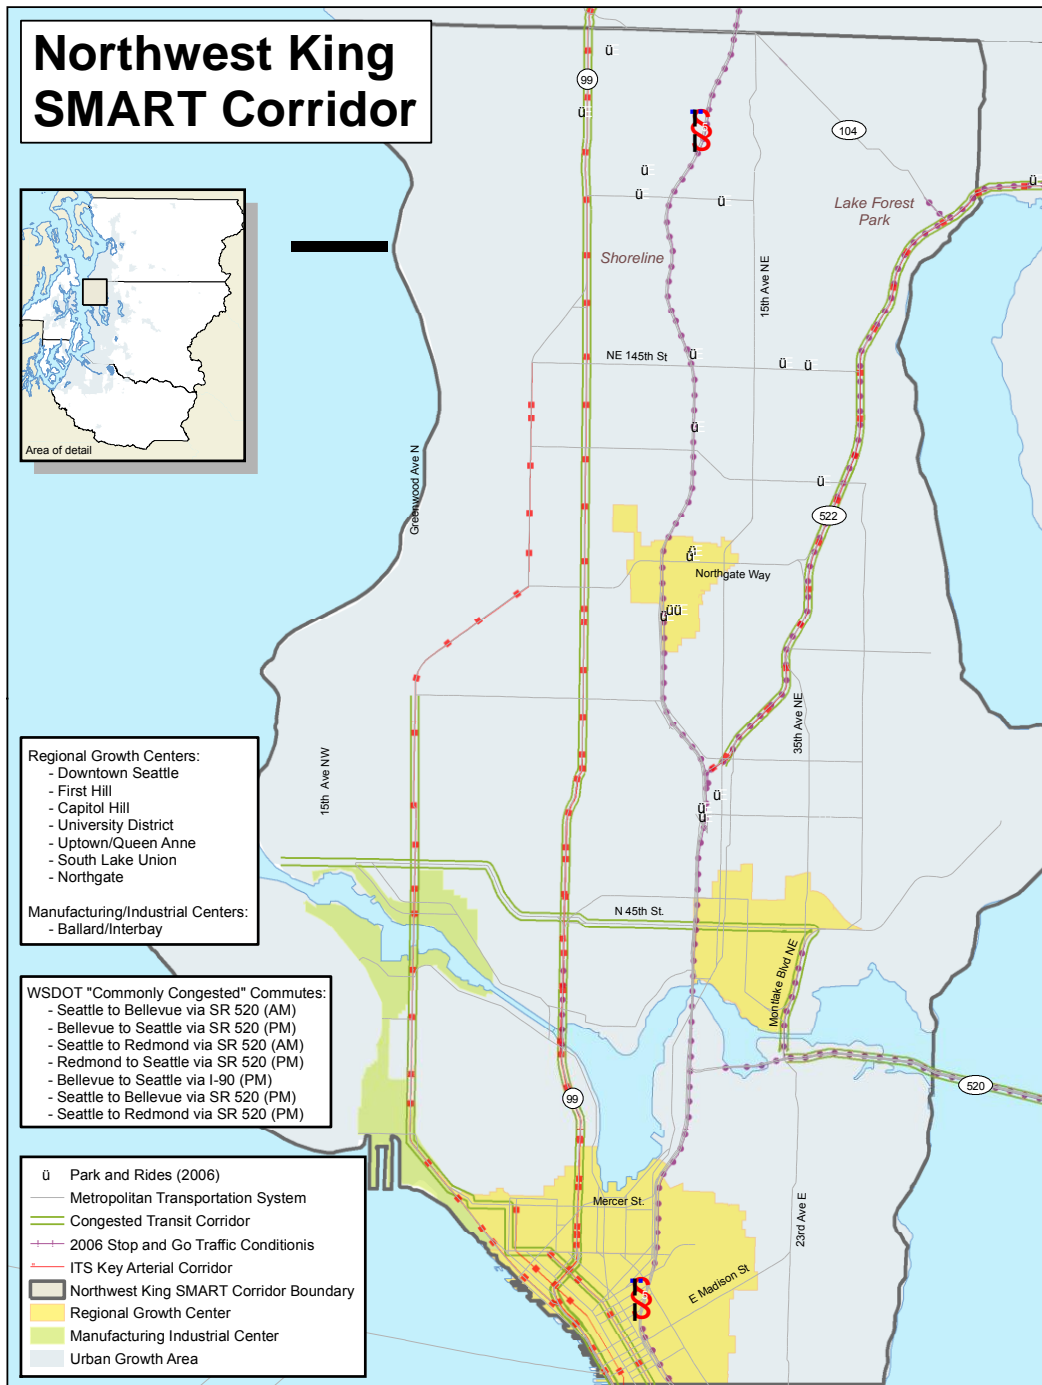 Northwest King
SMART Corridor
99
104
Lake Forest
Park
Shoreline
15th Ave NE
Area of detail
NE 145th St
Greenwood Ave N
522
Northgate Way
35th Ave NE
15th Ave NW
Regional Growth Centers:
- Downtown Seattle
- First Hill
- Capitol Hill
- University District
- Uptown/Queen Anne
- South Lake Union
- Northgate
Manufacturing/Industrial Centers:
- Ballard/Interbay
N 45th St.
Montlake Blvd NE
WSDOT "Commonly Congested" Commutes:
- Seattle to Bellevue via SR 520 (AM)
- Bellevue to Seattle via SR 520 (PM)
- Seattle to Redmond via SR 520 (AM)
- Redmond to Seattle via SR 520 (PM)
- Bellevue to Seattle via I-90 (PM)
- Seattle to Bellevue via SR 520 (PM)
- Seattle to Redmond via SR 520 (PM)
520
99
Mercer St.
23rd Ave E
E Madison St
ü Park and Rides (2006)
Metropolitan Transportation System
Congested Transit Corridor
2006 Stop and Go Traffic Conditionis
ITS Key Arterial Corridor
Northwest King SMART Corridor Boundary
Regional Growth Center
Manufacturing Industrial Center
Urban Growth Area